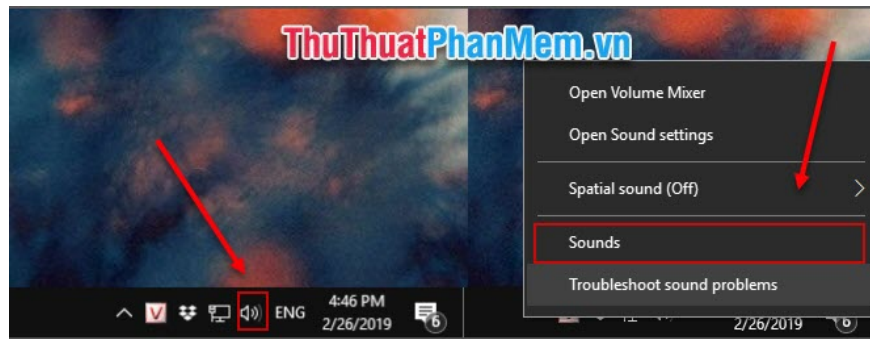 ThuThuatPhanMem.vn
V
ENG
4:46 PM
2/26/2019
6
Open Volume Mixer
Open Sound settings
Spatial sound (Off)
Sounds
Troubleshoot sound problems
2/26/2019
6